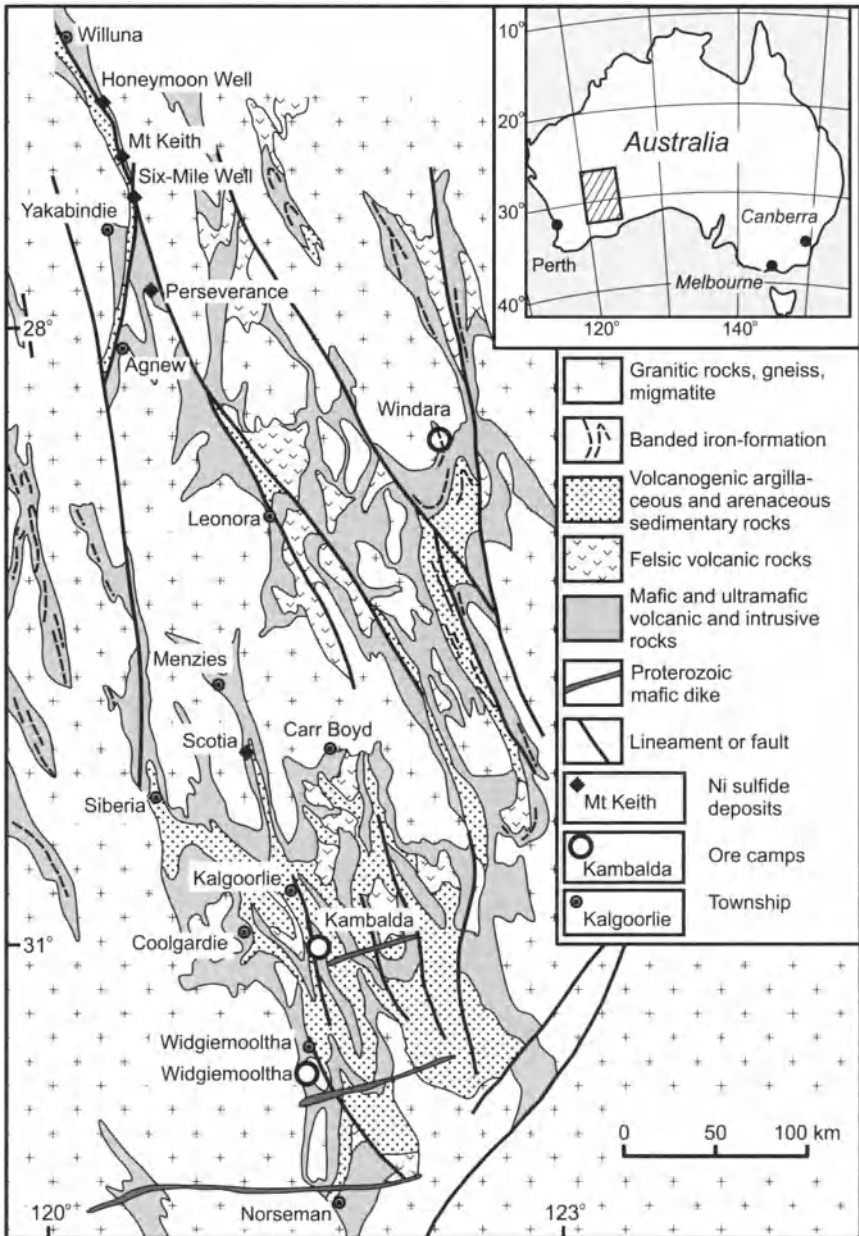 Willuna
Honeymoon Well
Mt Keith
Six-Mile Well
Yakabindie
Perseverance
28°
Agnew
Windara
Leonora
Menzies
Carr Boyd
Scotia
Siberia
Kalgoorlie
Kambalda
Coolgardie
31°
Widgiemooltha
Widgiemooltha
Norseman
120°
123°
10°
20°
30°
40°
120°
140°
Australia
Canberra
Perth
Melbourne
Granitic rocks, gneiss,
migmatite
Banded iron-formation
Volcanogenic argilla-
ceous and arenaceous
sedimentary rocks
Felsic volcanic rocks
Mafic and ultramafic
volcanic and intrusive
rocks
Proterozoic
mafic dike
Lineament or fault
Mt Keith
Ni sulfide
deposits
Kambalda
Ore camps
Kalgoorlie
Township
0 50 100 km